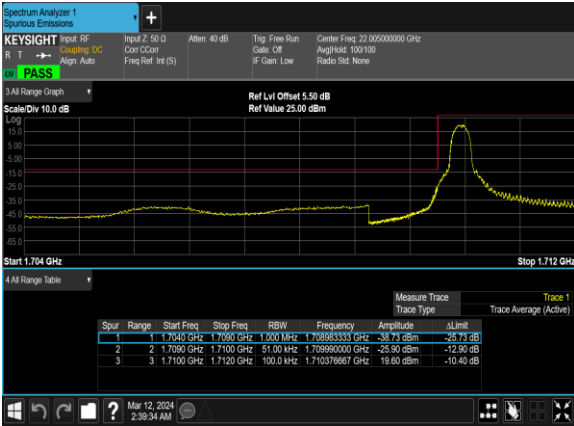 Spectrum Analyzer 1
Spurious Emissions
+
KEYSIGHT Input: RF Input Z: 50 Ω Atten: 40 dB Trig: Free Run Center Freq: 22.005000000 GHz
R T Coupling: DC Corr CCorr Gate: Off Avg|Hold: 100/100
Align: Auto Freq Ref: Int (S) IF Gain: Low Radio Std: None
PASS
3 All Range Graph
Ref Lvl Offset 5.50 dB
Scale/Div 10.0 dB Ref Value 25.00 dBm
Log
15.0
5.00
-5.00
-15.0
-25.0
-35.0
-45.0
-55.0
-65.0
Start 1.704 GHz Stop 1.712 GHz
4 All Range Table
Measure Trace Trace 1
Trace Type Trace Average (Active)
Spur Range Start Freq Stop Freq RBW Frequency Amplitude ΔLimit
1 1 1.7040 GHz 1.7090 GHz 1.000 MHz 1.708983333 GHz -38.73 dBm -25.73 dB
2 2 1.7090 GHz 1.7100 GHz 51.00 kHz 1.709990000 GHz -25.90 dBm -12.90 dB
3 3 1.7100 GHz 1.7120 GHz 100.0 kHz 1.710376667 GHz 19.60 dBm -10.40 dB
?
Mar 12, 2024
2:39:34 AM